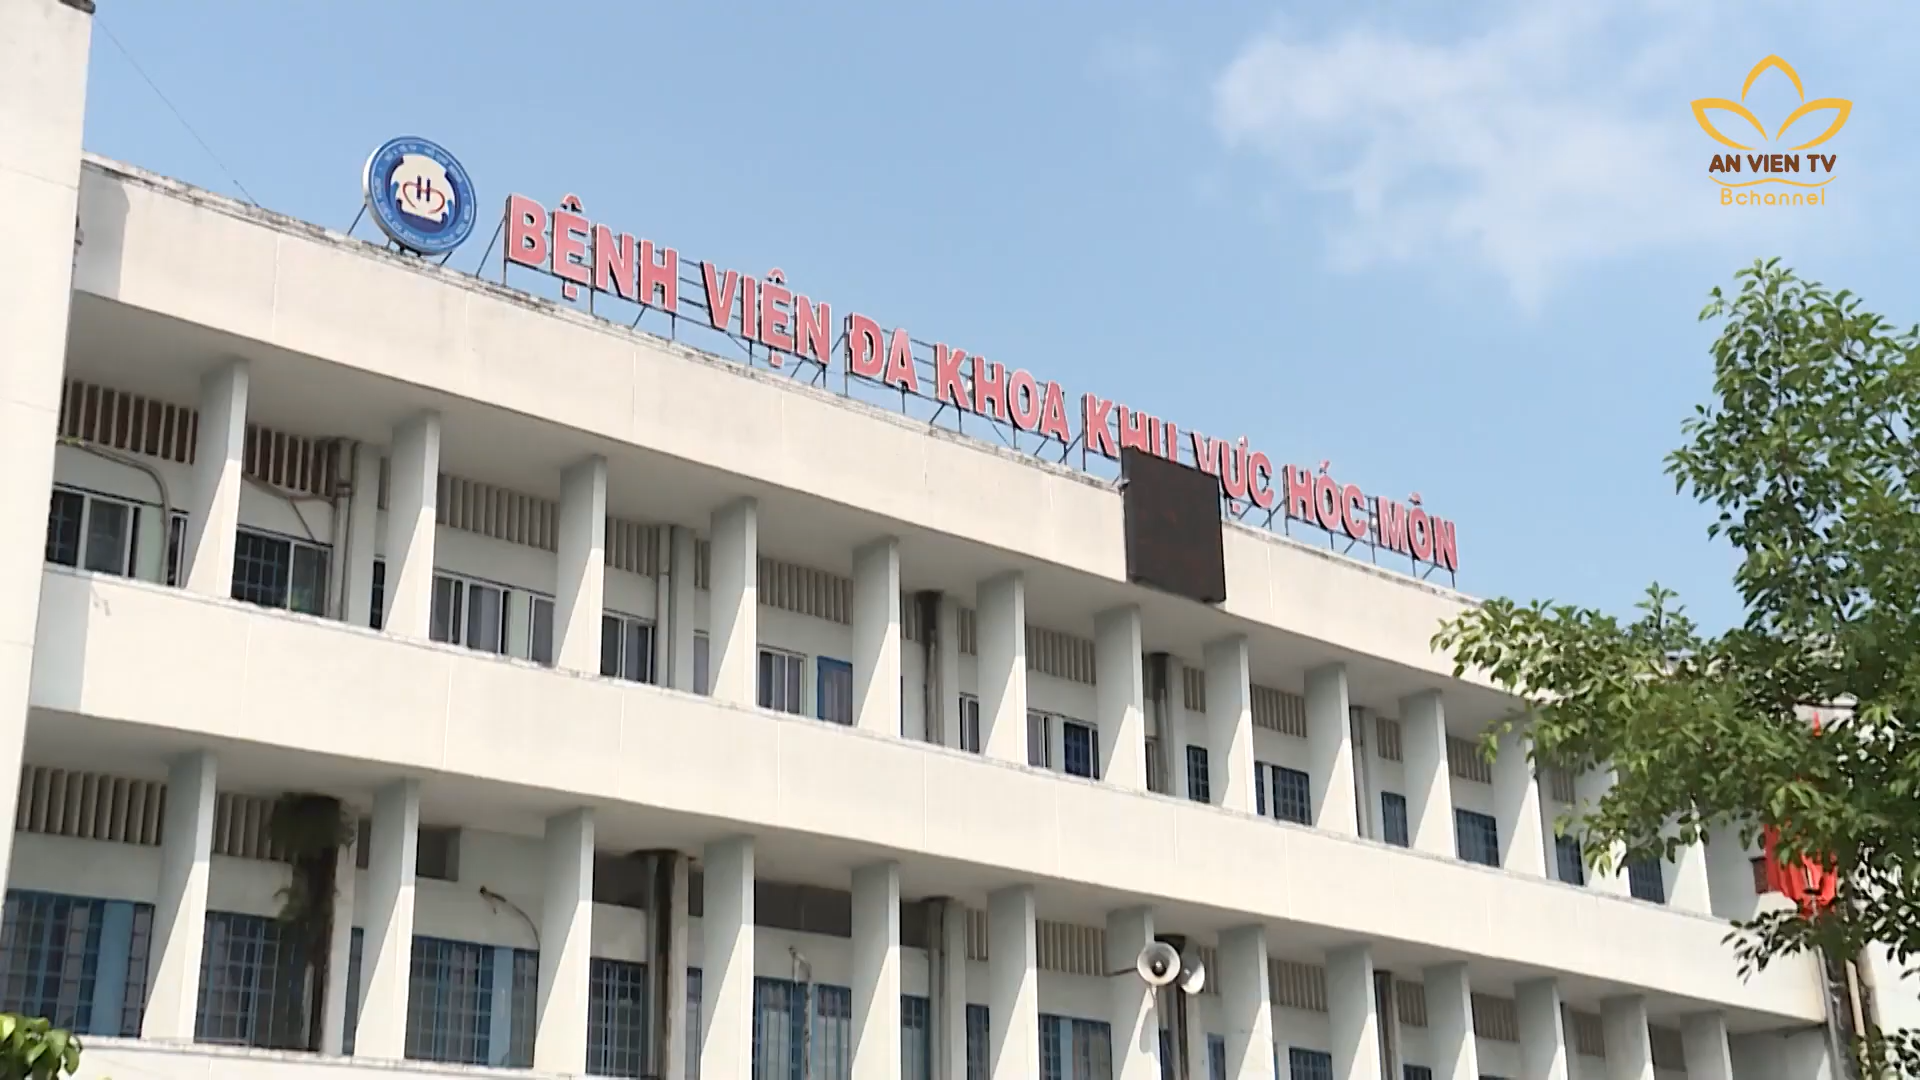 BỆNH VIỆN ĐA KHOA KHU VỰC HÓC MÔN
AN VIEN TV
Bchannel